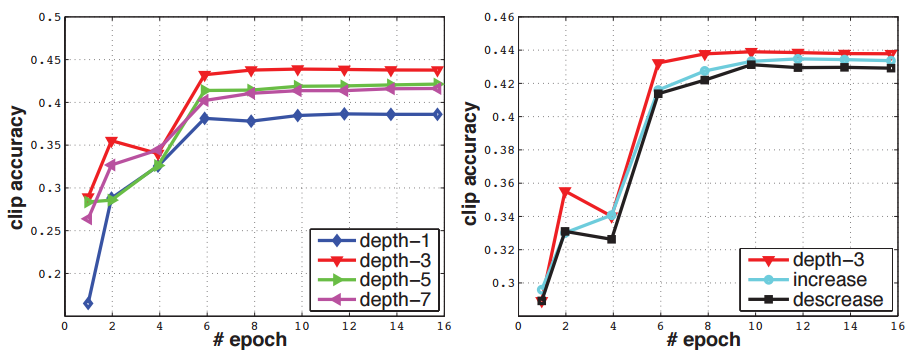 0.5
0.45
0.4
0.35
0.3
0.25
0.2
clip accuracy
0 2 4 6 8 10 12 14 16
# epoch
depth-1
depth-3
depth-5
depth-7
0.46
0.44
0.42
0.4
0.38
0.36
0.34
0.32
0.3
clip accuracy
0 2 4 6 8 10 12 14 16
# epoch
depth-3
increase
descrease